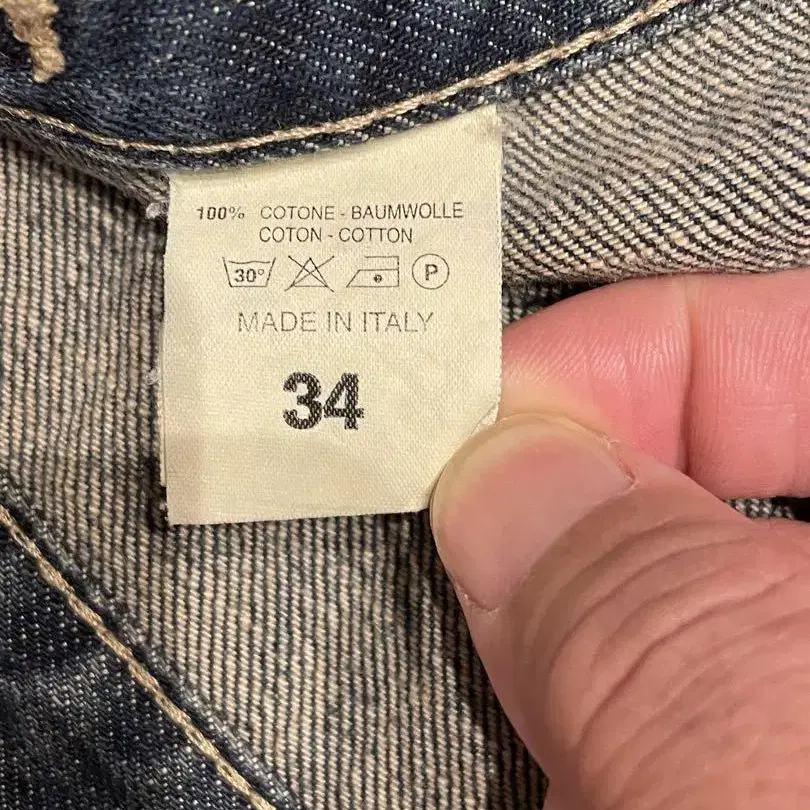 100% COTONE - BAUMWOLLE
COTON - COTTON
30° P
MADE IN ITALY
34